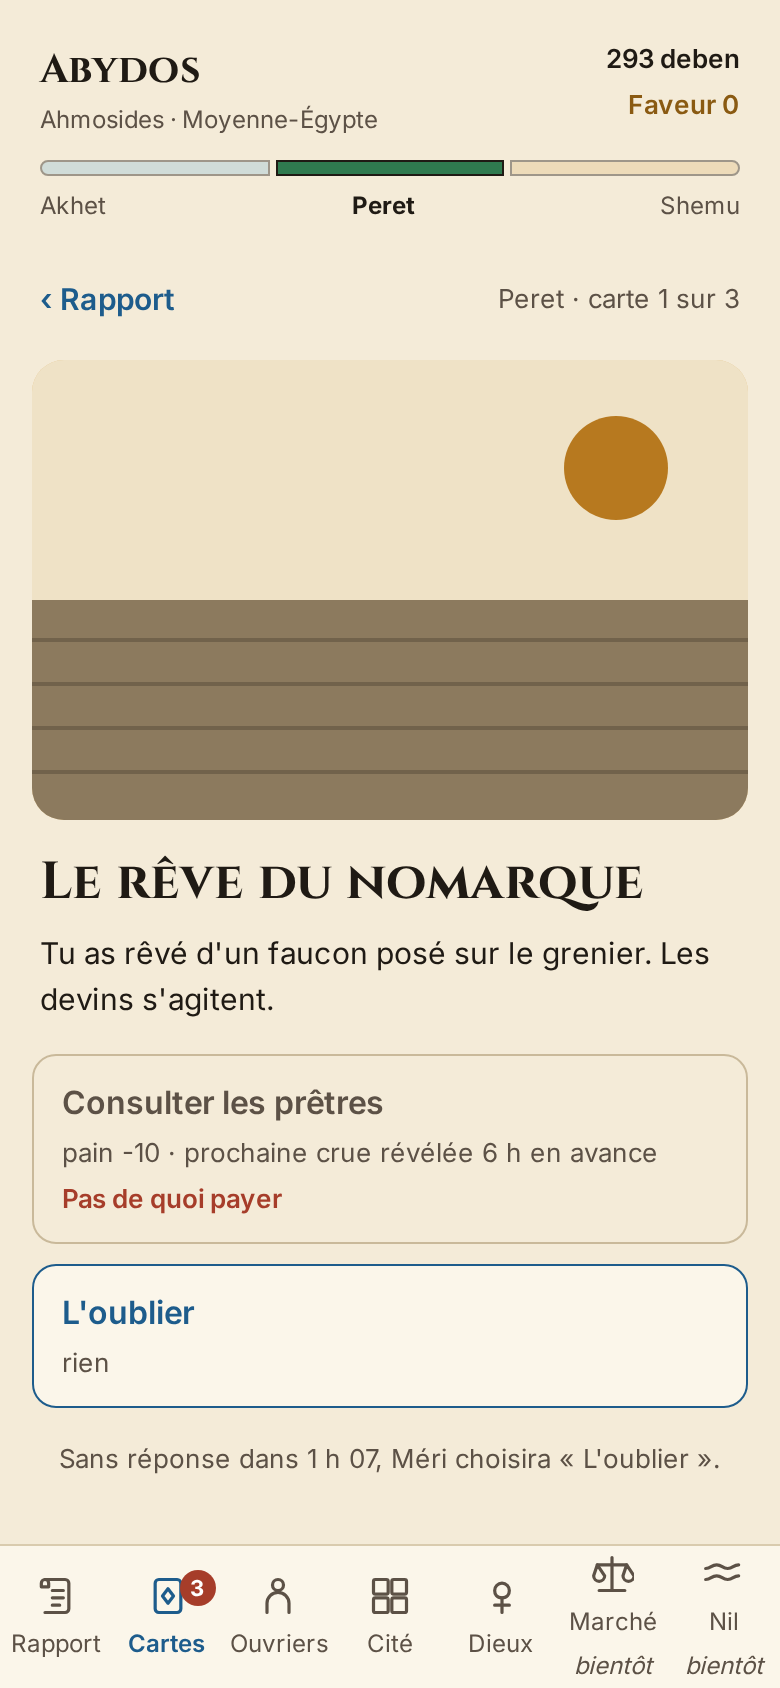 Abydos
293 deben
Ahmosides · Moyenne-Égypte
Faveur 0
Akhet
Peret
Shemu
‹ Rapport
Peret · carte 1 sur 3
Le rêve du nomarque
Tu as rêvé d'un faucon posé sur le grenier. Les
devins s'agitent.
Consulter les prêtres
pain -10 · prochaine crue révélée 6 h en avance
Pas de quoi payer
L'oublier
rien
Sans réponse dans 1 h 07, Méri choisira « L'oublier ».
3
Rapport
Cartes
Ouvriers
Cité
Dieux
Marché
bientôt
Nil
bientôt